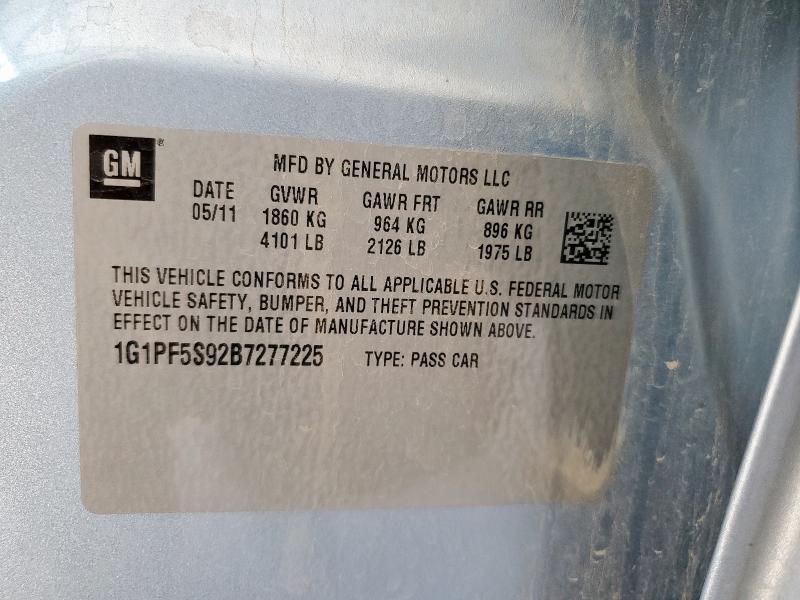 GM
MFD BY GENERAL MOTORS LLC
DATE GVWR GAWR FRT GAWR RR
05/11 1860 KG 964 KG 896 KG
4101 LB 2126 LB 1975 LB
THIS VEHICLE CONFORMS TO ALL APPLICABLE U.S. FEDERAL MOTOR
VEHICLE SAFETY, BUMPER, AND THEFT PREVENTION STANDARDS IN
EFFECT ON THE DATE OF MANUFACTURE SHOWN ABOVE.
1G1PF5S92B7277225 TYPE: PASS CAR